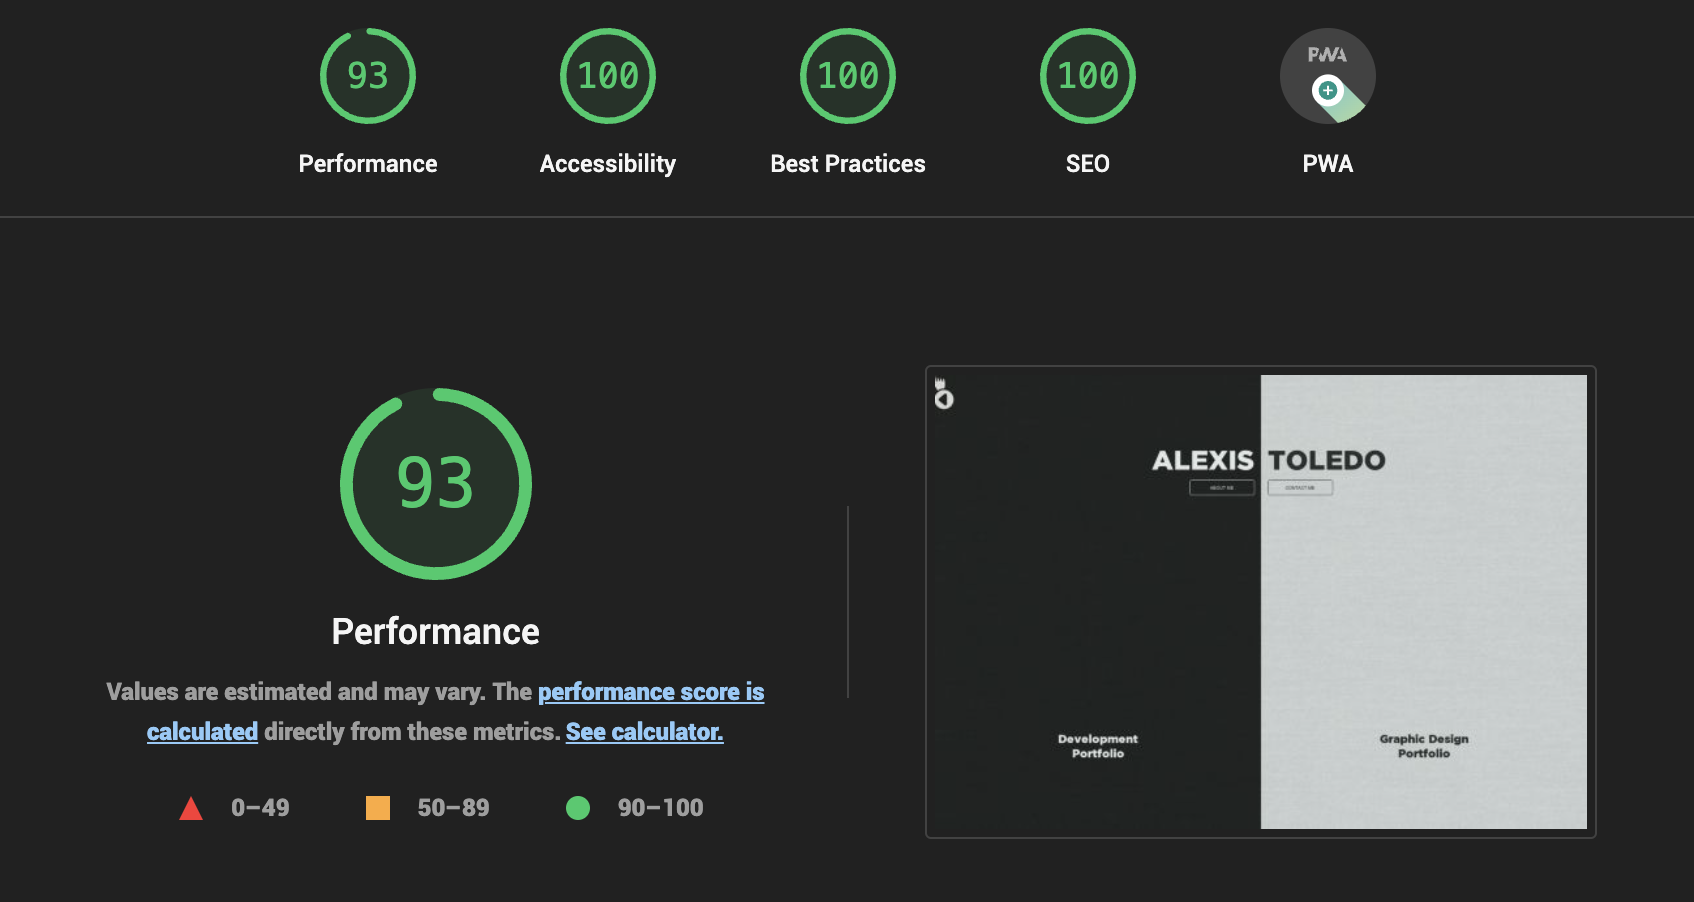 93
100
100
100
PWA
Performance
Accessibility
Best Practices
SEO
PWA
93
Performance
Values are estimated and may vary. The performance score is
calculated directly from these metrics. See calculator.
0–49
50–89
90–100
ALEXIS TOLEDO
ABOUT ME
CONTACT ME
Development
Portfolio
Graphic Design
Portfolio